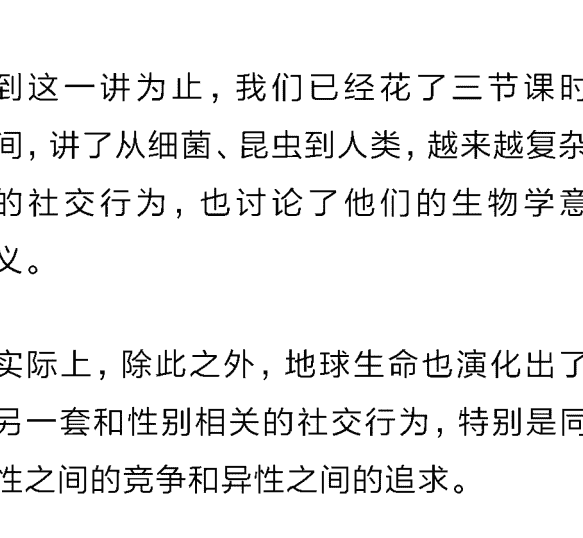 到这一讲为止，我们已经花了三节课时
间，讲了从细菌、昆虫到人类，越来越复杂
的社交行为，也讨论了他们的生物学意
义。
实际上，除此之外，地球生命也演化出了
另一套和性别相关的社交行为，特别是同
性之间的竞争和异性之间的追求。